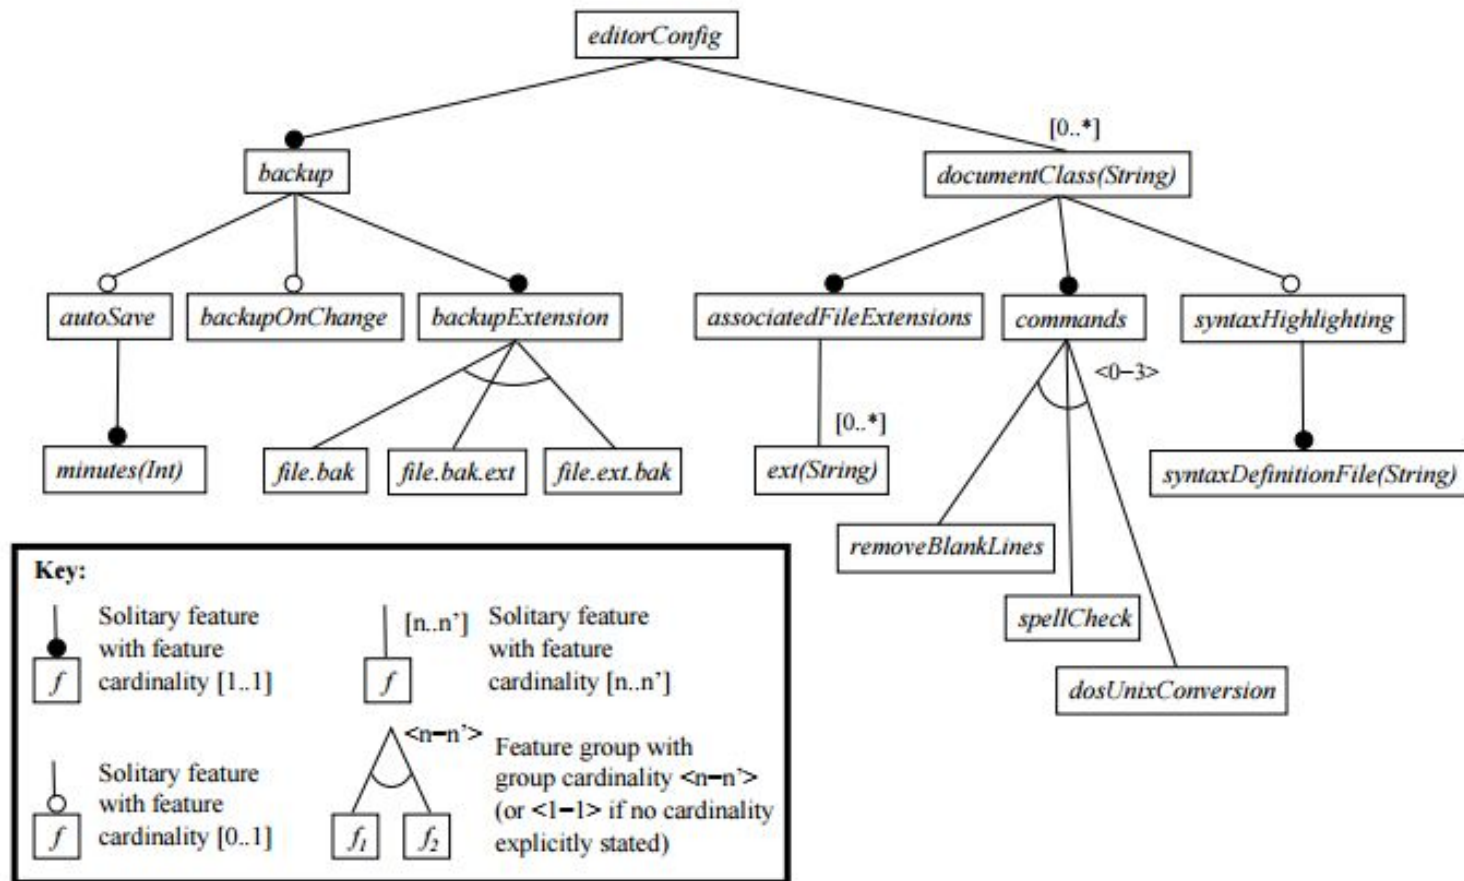 editorConfig
[0..*]
backup
documentClass(String)
autoSave
backupOnChange
backupExtension
associatedFileExtensions
commands
syntaxHighlighting
<0−3>
[0..*]
minutes(Int)
file.bak
file.bak.ext
file.ext.bak
ext(String)
syntaxDefinitionFile(String)
removeBlankLines
spellCheck
dosUnixConversion
Key:
Solitary feature
with feature
cardinality [1..1]
f
[n..n’]
Solitary feature
with feature
cardinality [n..n’]
f
Solitary feature
with feature
cardinality [0..1]
f
<n−n’>
Feature group with
group cardinality <n−n’>
(or <1−1> if no cardinality
explicitly stated)
f1
f2